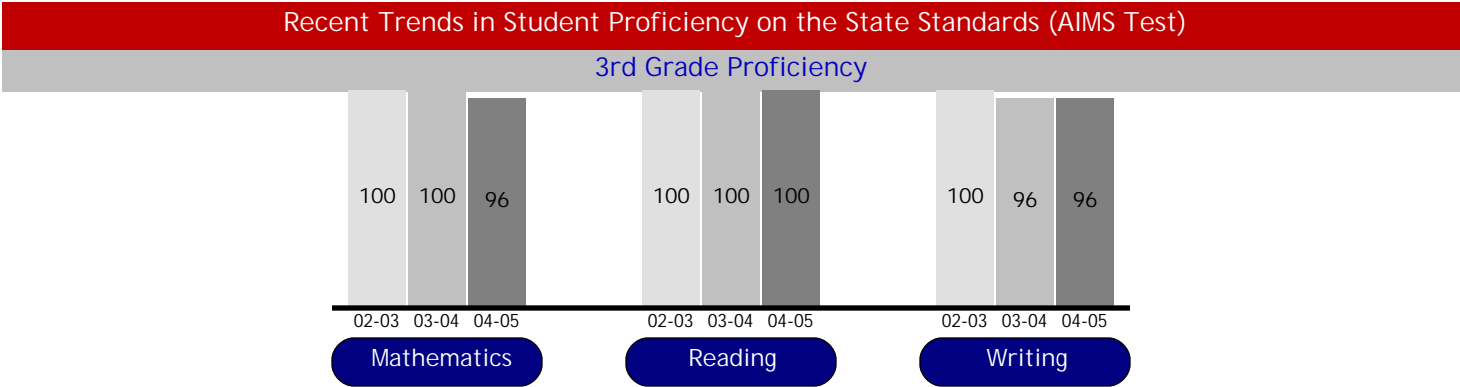 Recent Trends in Student Proficiency on the State Standards (AIMS Test)
3rd Grade Proficiency
100 100 96 100 100 100 100 96 96
02-03 03-04 04-05 02-03 03-04 04-05 02-03 03-04 04-05
Mathematics Reading Writing